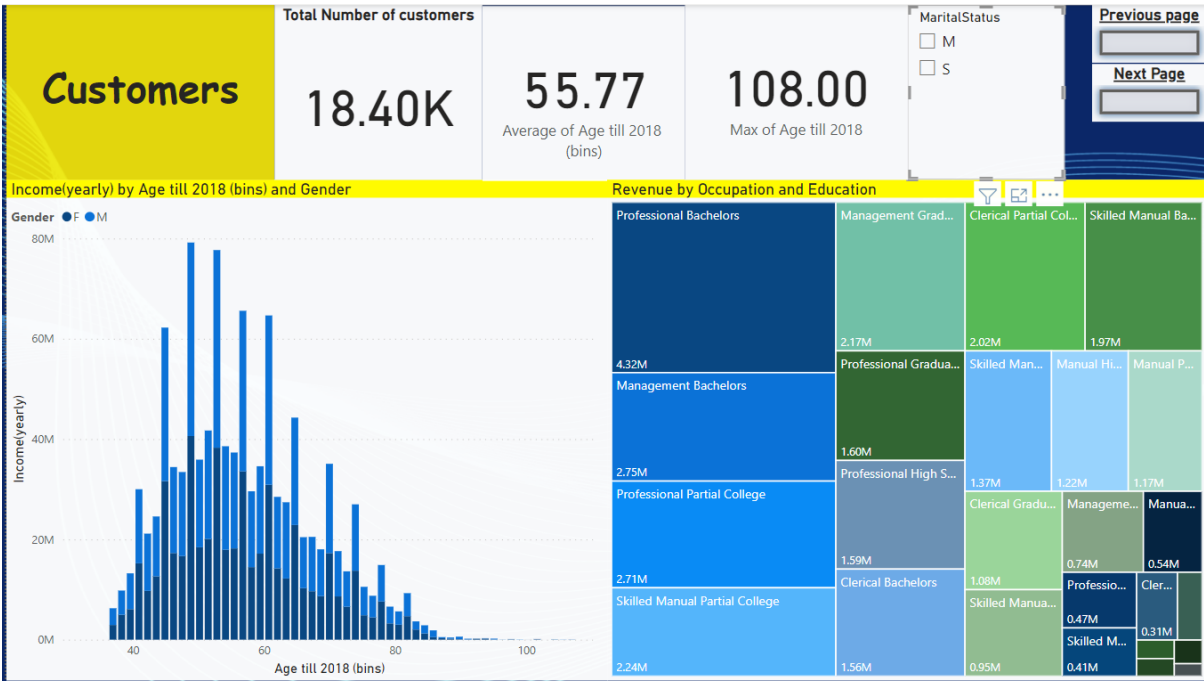 Customers
Total Number of customers
18.40K
55.77
Average of Age till 2018
(bins)
108.00
Max of Age till 2018
MaritalStatus
M
S
Previous page
Next Page
Income(yearly) by Age till 2018 (bins) and Gender
Gender F M
80M
60M
40M
20M
0M
Income(yearly)
40 60 80 100
Age till 2018 (bins)
Revenue by Occupation and Education
Professional Bachelors
4.32M
Management Bachelors
2.75M
Professional Partial College
2.71M
Skilled Manual Partial College
2.24M
Management Grad...
2.17M
Professional Gradua...
1.60M
Professional High S...
1.59M
Clerical Bachelors
1.56M
Clerical Partial Col...
2.02M
Skilled Manual Ba...
1.97M
Skilled Man...
1.37M
Manual Hi...
1.22M
Manual P...
1.17M
Clerical Gradu...
1.08M
Skilled Manua...
0.95M
Manageme...
0.74M
Manua...
0.54M
Professio...
0.47M
Skilled M...
0.41M
Cler...
0.31M